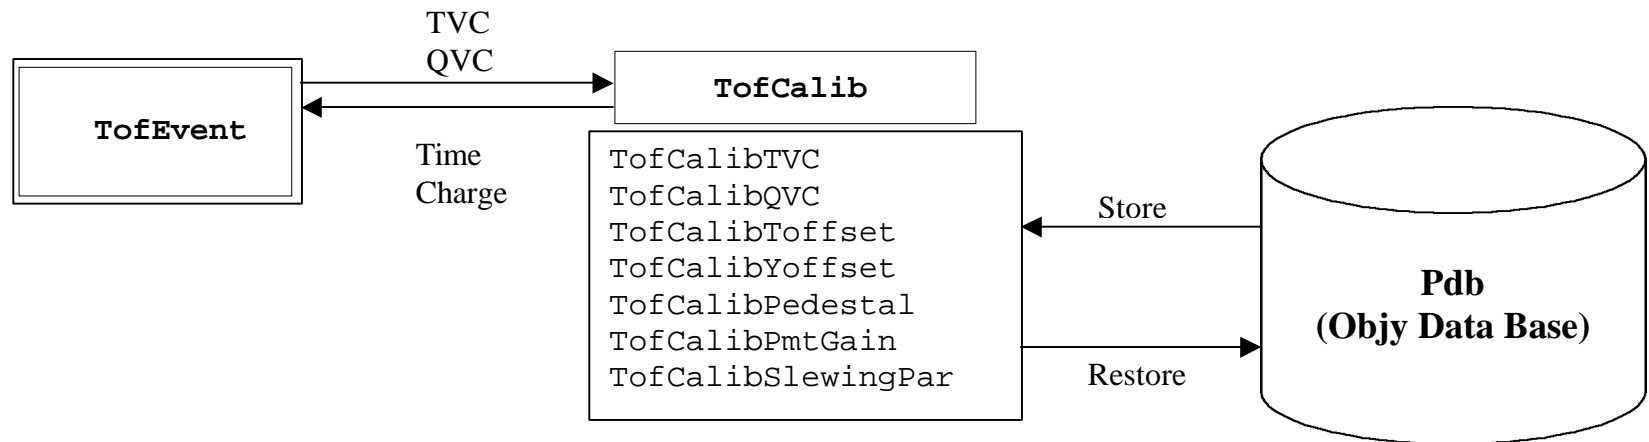 TVC
QVC
TofCalib
TofEvent
Time
Charge
TofCalibTVC
TofCalibQVC
TofCalibToffset
TofCalibYoffset
TofCalibPedestal
TofCalibPmtGain
TofCalibSlewingPar
Store
Restore
Pdb
(Objy Data Base)